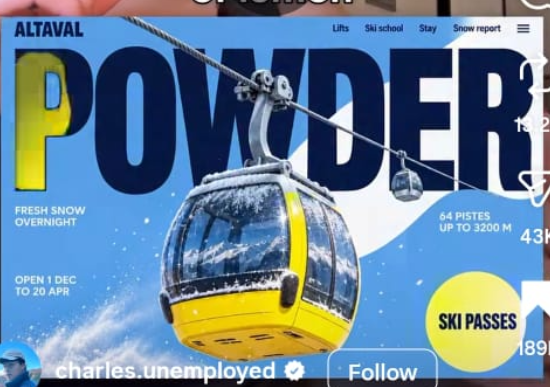 ALTAVAL
Lifts Ski school Stay Snow report
POWDER
FRESH SNOW
OVERNIGHT
64 PISTES
UP TO 3200 M
OPEN 1 DEC
TO 20 APR
SKI PASSES
43K
charles.unemployed
Follow